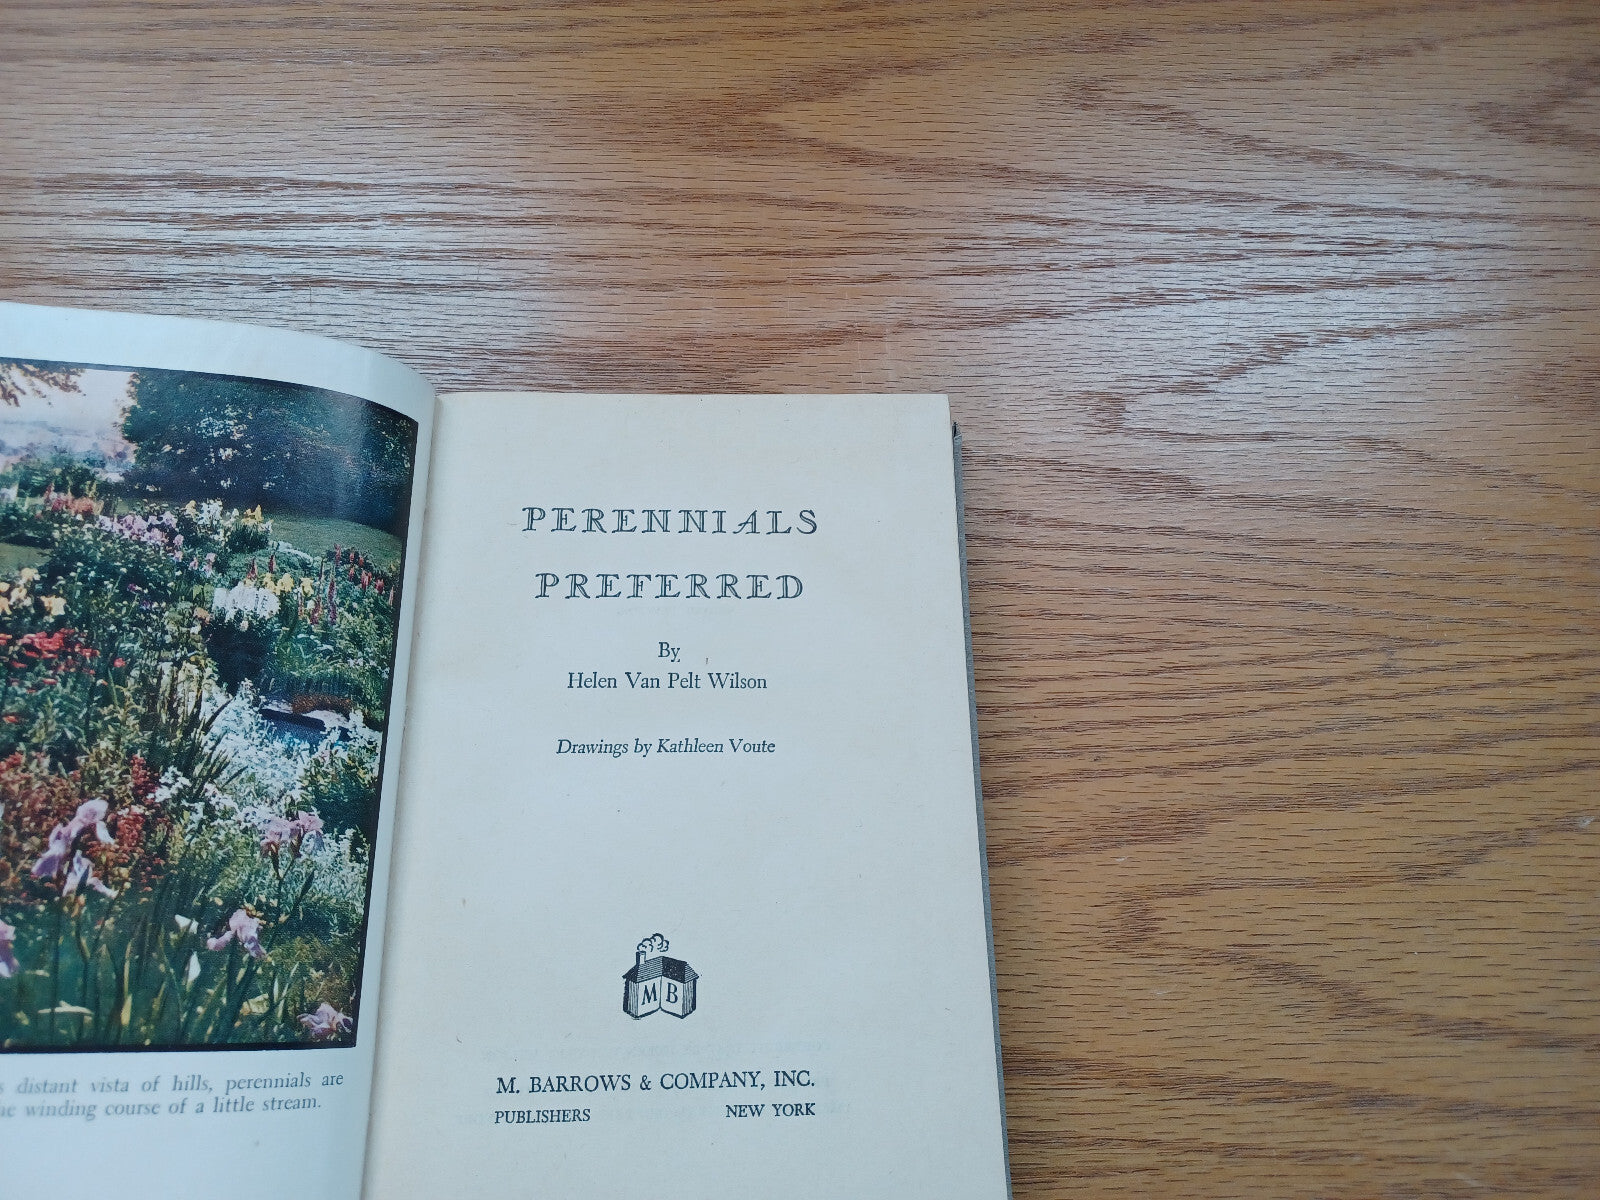 s distant vista of hills, perennials are
he winding course of a little stream.
PERENNIALS
PREFERRED
By
Helen Van Pelt Wilson
Drawings by Kathleen Voute
M B
M. BARROWS & COMPANY, INC.
PUBLISHERS NEW YORK